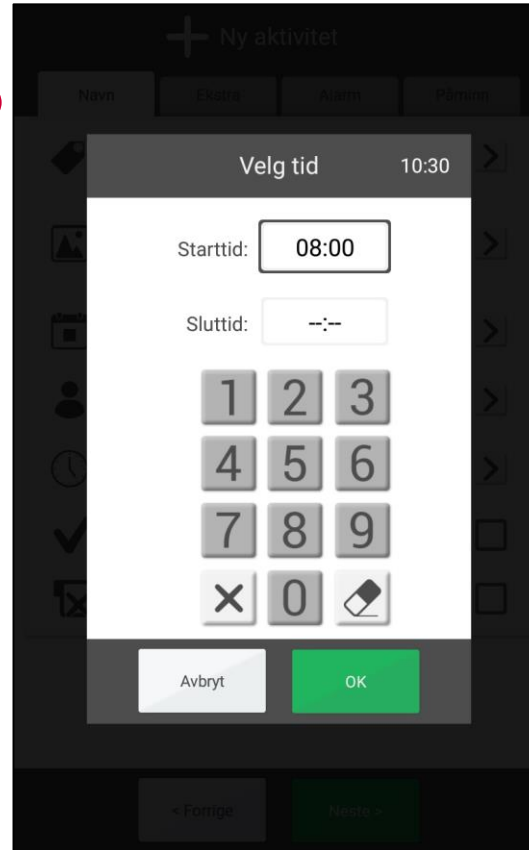 Ny aktivitet
Navn Ekstra Alarm Påminn.
Velg tid 10:30
Starttid: 08:00
Sluttid: --:--
1 2 3
4 5 6
7 8 9
0
Avbryt OK
< Forrige Neste >